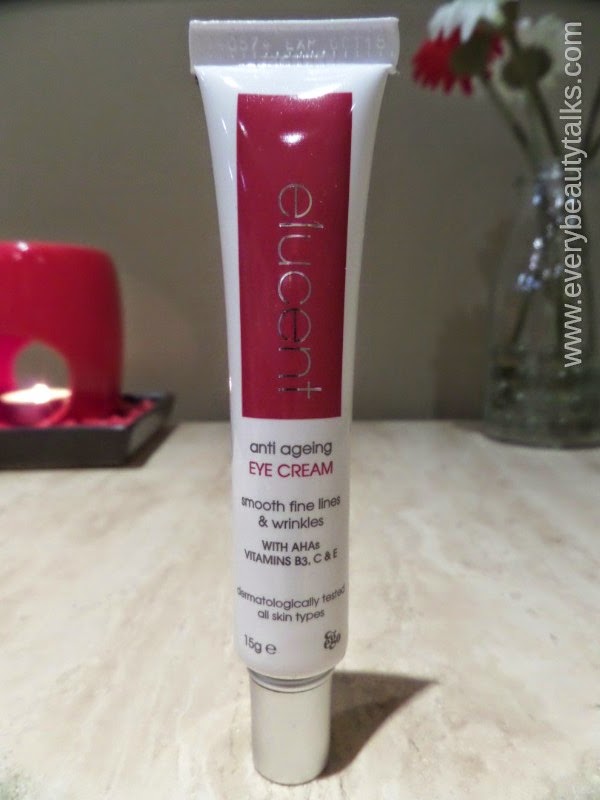 elucent
anti ageing
EYE CREAM
smooth fine lines
& wrinkles
WITH AHAs
VITAMINS B3, C & E
dermatologically tested
all skin types
15g e
www.everybeautytalks.com